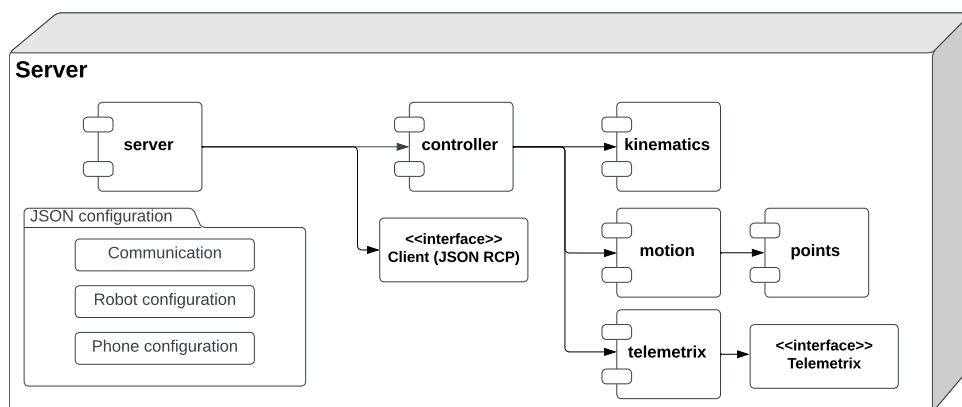 Server
server
controller
kinematics
JSON configuration
Communication
Robot configuration
Phone configuration
<<interface>>
Client (JSON RCP)
motion
points
telemetrix
<<interface>>
Telemetrix